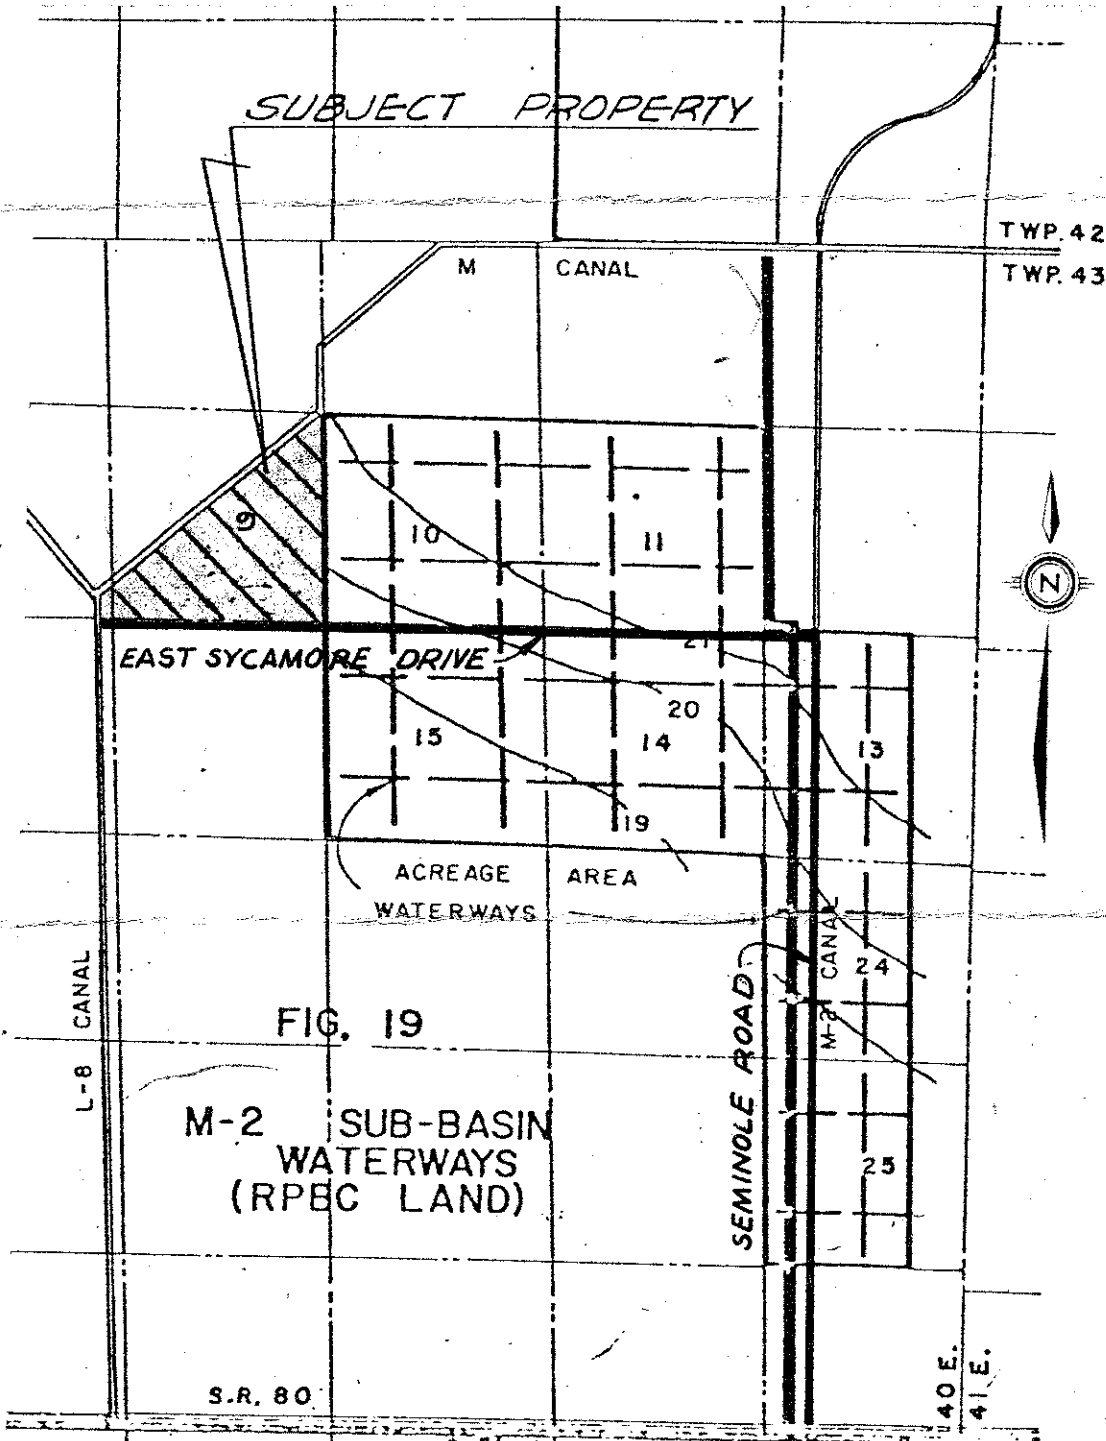 SUBJECT PROPERTY
TWP. 42
TWP. 43
M CANAL
9
10
11
N
21
EAST SYCAMORE DRIVE
20
15
14
13
19
ACREAGE AREA
WATERWAYS
L-8 CANAL
M-2 CANAL
24
FIG. 19
SEMINOLE ROAD
M-2 SUB-BASIN
WATERWAYS
(RPBC LAND)
25
S.R. 80
40 E.
41 E.